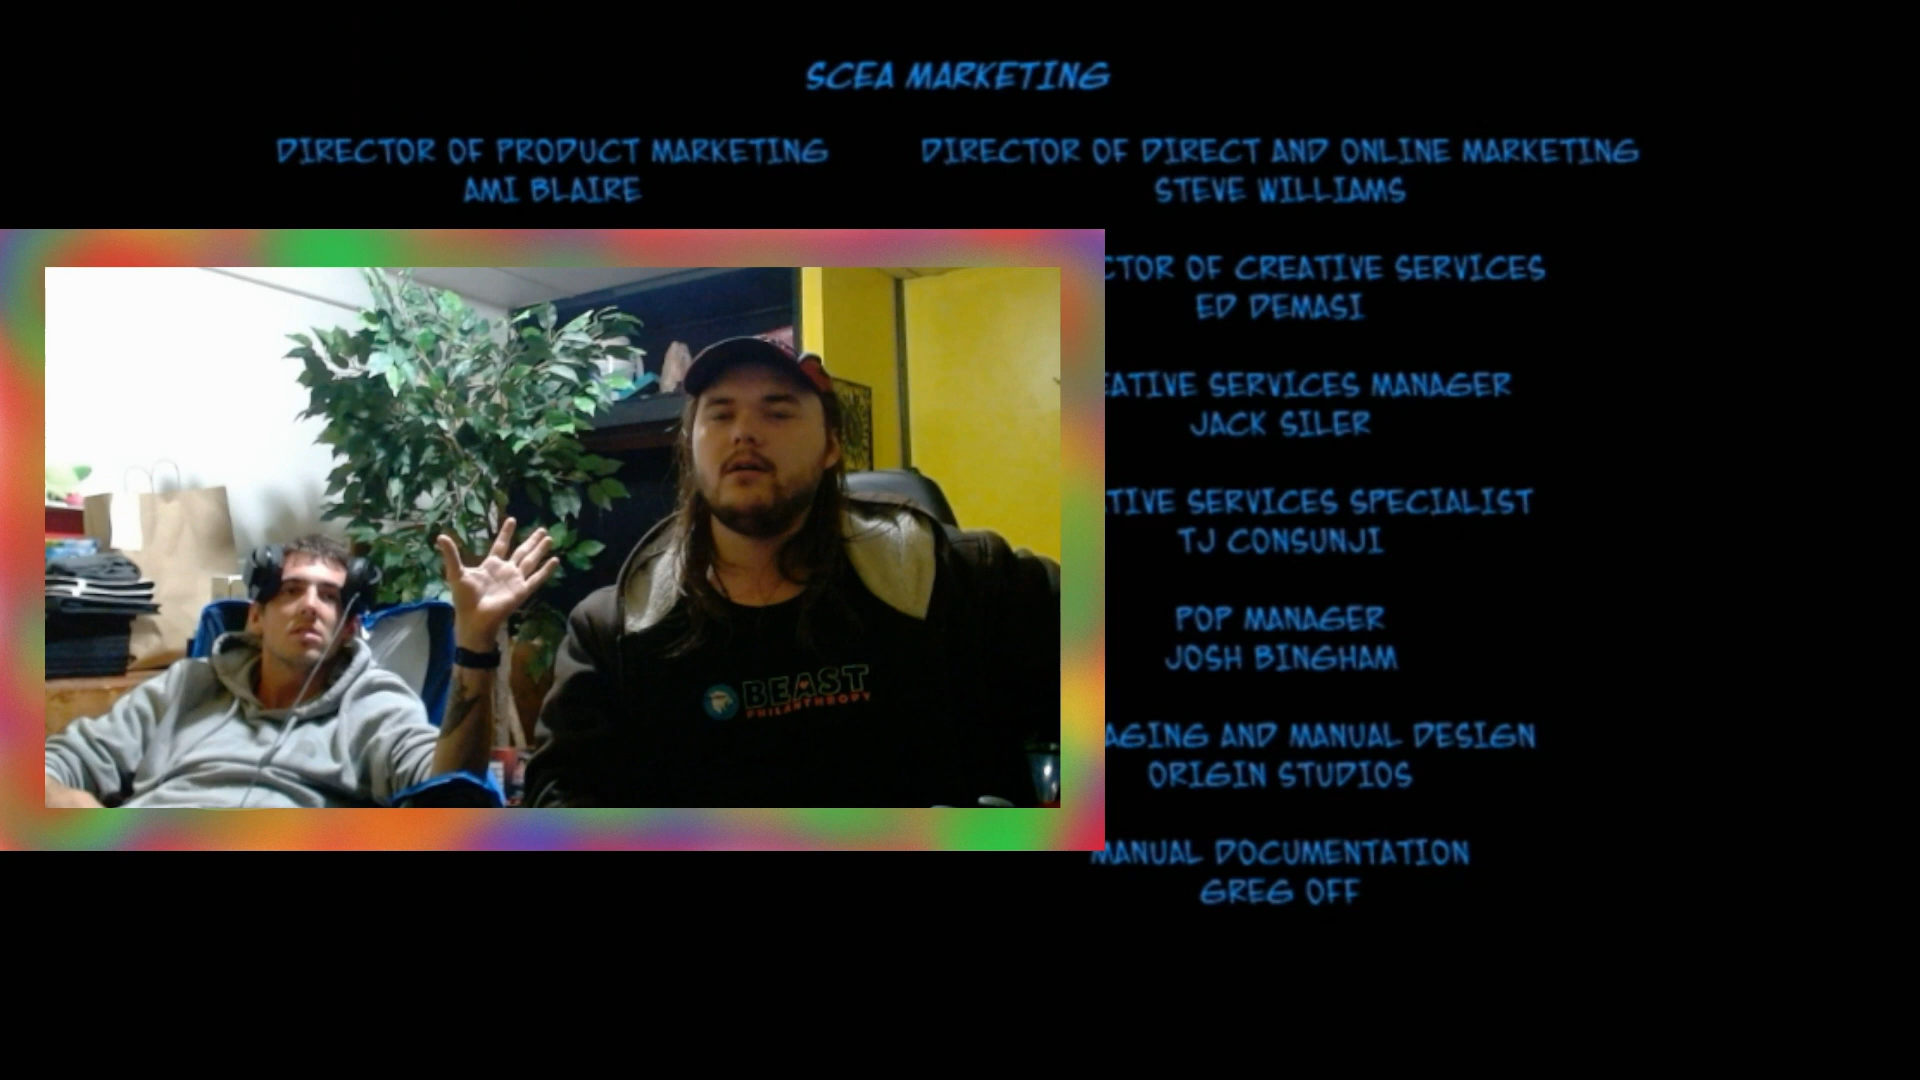 SCEA MARKETING
DIRECTOR OF PRODUCT MARKETING
AMI BLAIRE
DIRECTOR OF DIRECT AND ONLINE MARKETING
STEVE WILLIAMS
CTOR OF CREATIVE SERVICES
ED DEMASI
EATIVE SERVICES MANAGER
JACK SILER
TIVE SERVICES SPECIALIST
TJ CONSUNJI
POP MANAGER
JOSH BINGHAM
AGING AND MANUAL DESIGN
ORIGIN STUDIOS
MANUAL DOCUMENTATION
GREG OFF
BEAST
PHILANTHROPY